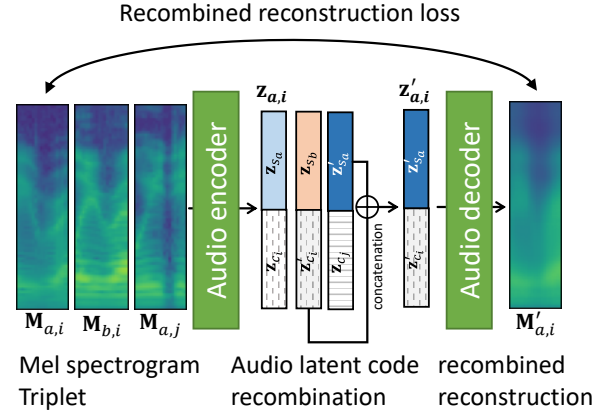 Recombined reconstruction loss
z_{a,i}
z'_{a,i}
Audio encoder
z_{s_a}
z_{s_b}
z'_{s_a}
z_{c_i}
z'_{c_i}
z_{c_j}
concatenation
z'_{s_a}
z'_{c_i}
Audio decoder
M_{a,i}
M_{b,i}
M_{a,j}
M'_{a,i}
Mel spectrogram
Triplet
Audio latent code
recombination
recombined
reconstruction